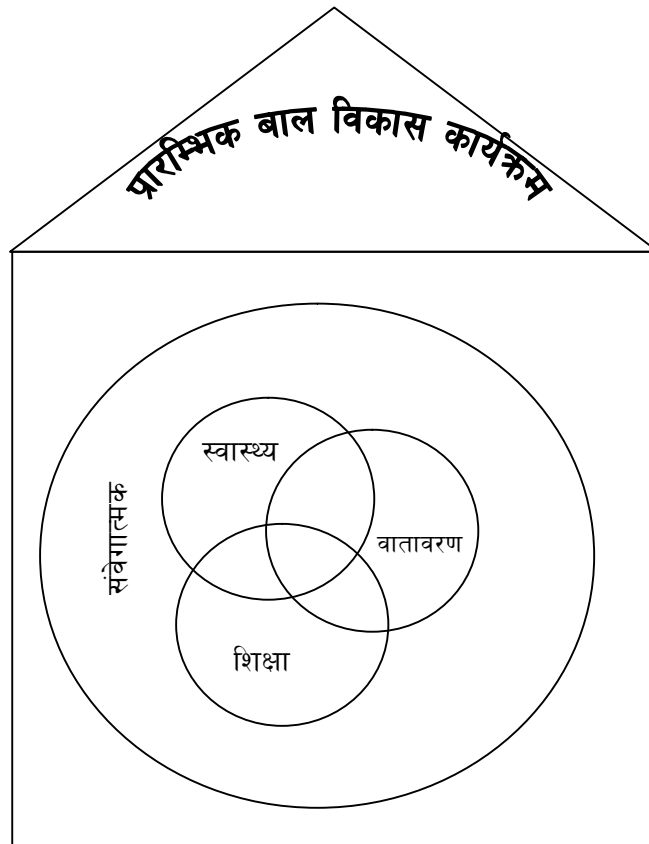 प्रारम्भिक बाल विकास कार्यक्रम
स्वास्थ्य
संवेगात्मक
वातावरण
शिक्षा